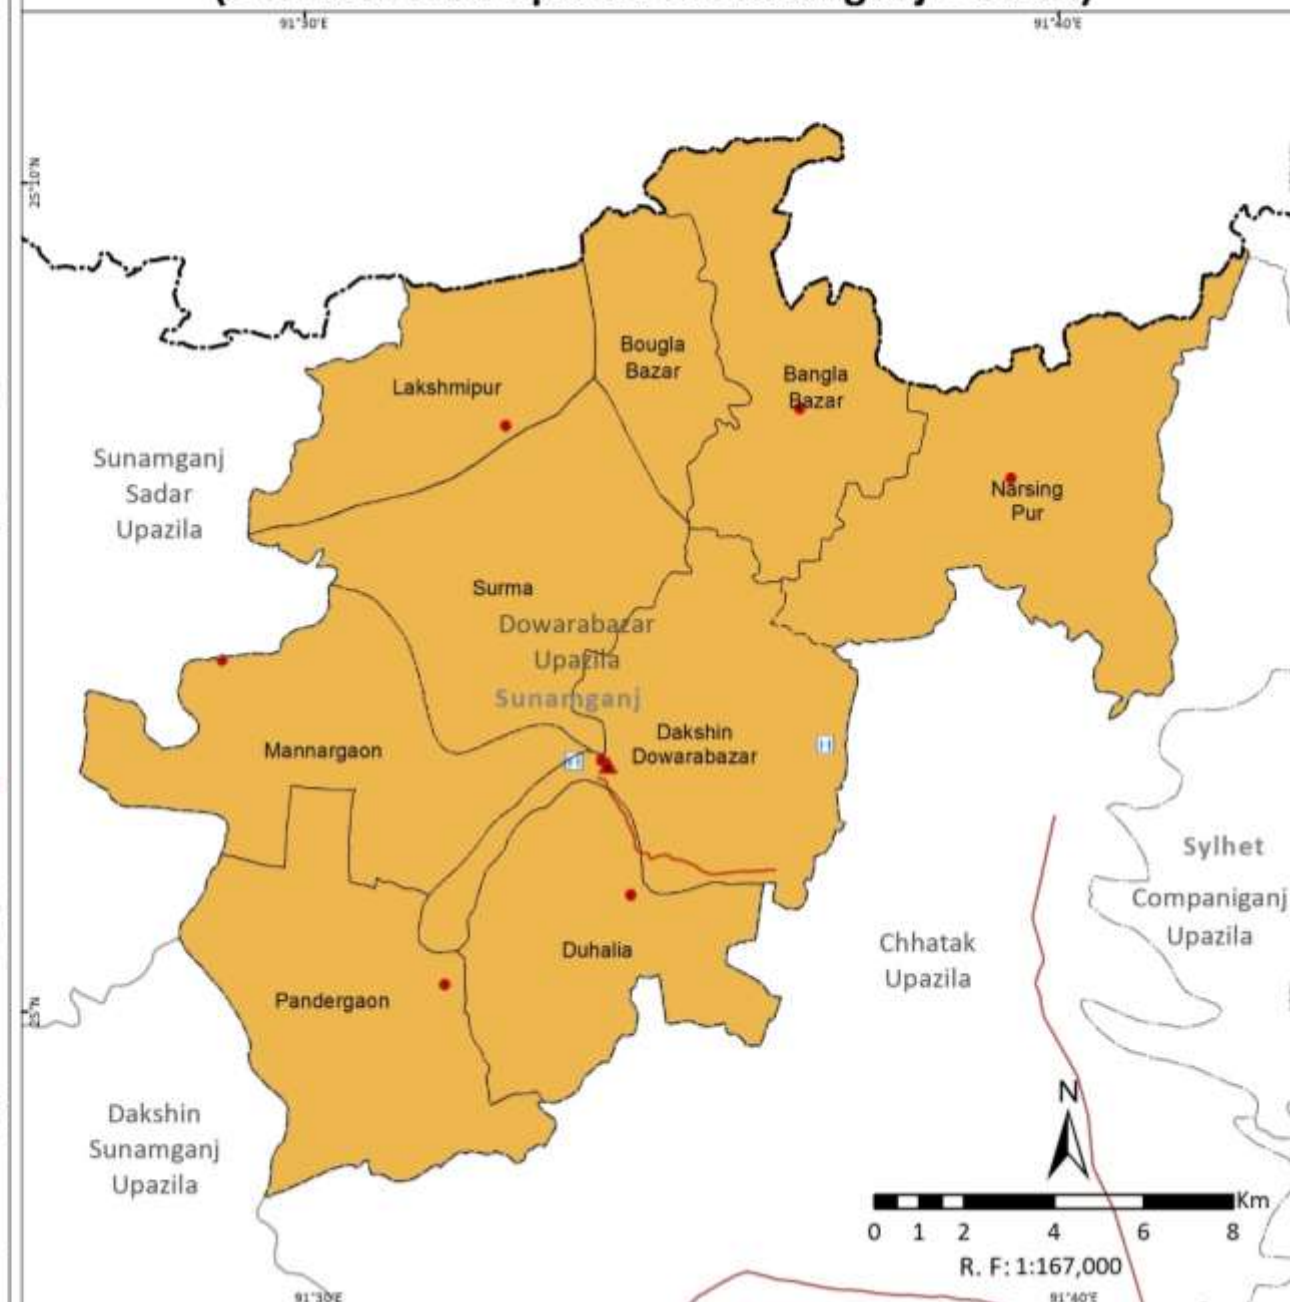 91°30'E
91°40'E
25°10'N
Bougla
Bazar
Bangla
Bazar
Lakshmipur
Sunamganj
Sadar
Upazila
Narsing
Pur
Surma
Dowarabazar
Upazila
Sunamganj
Dakshin
Dowarabazar
Mannargaon
Sylhet
Companiganj
Upazila
Chhatak
Upazila
Duhalia
Pandergaon
25°N
N
Dakshin
Sunamganj
Upazila
Km
0 1 2 4 6 8
R. F: 1:167,000
91°30'E
91°40'E